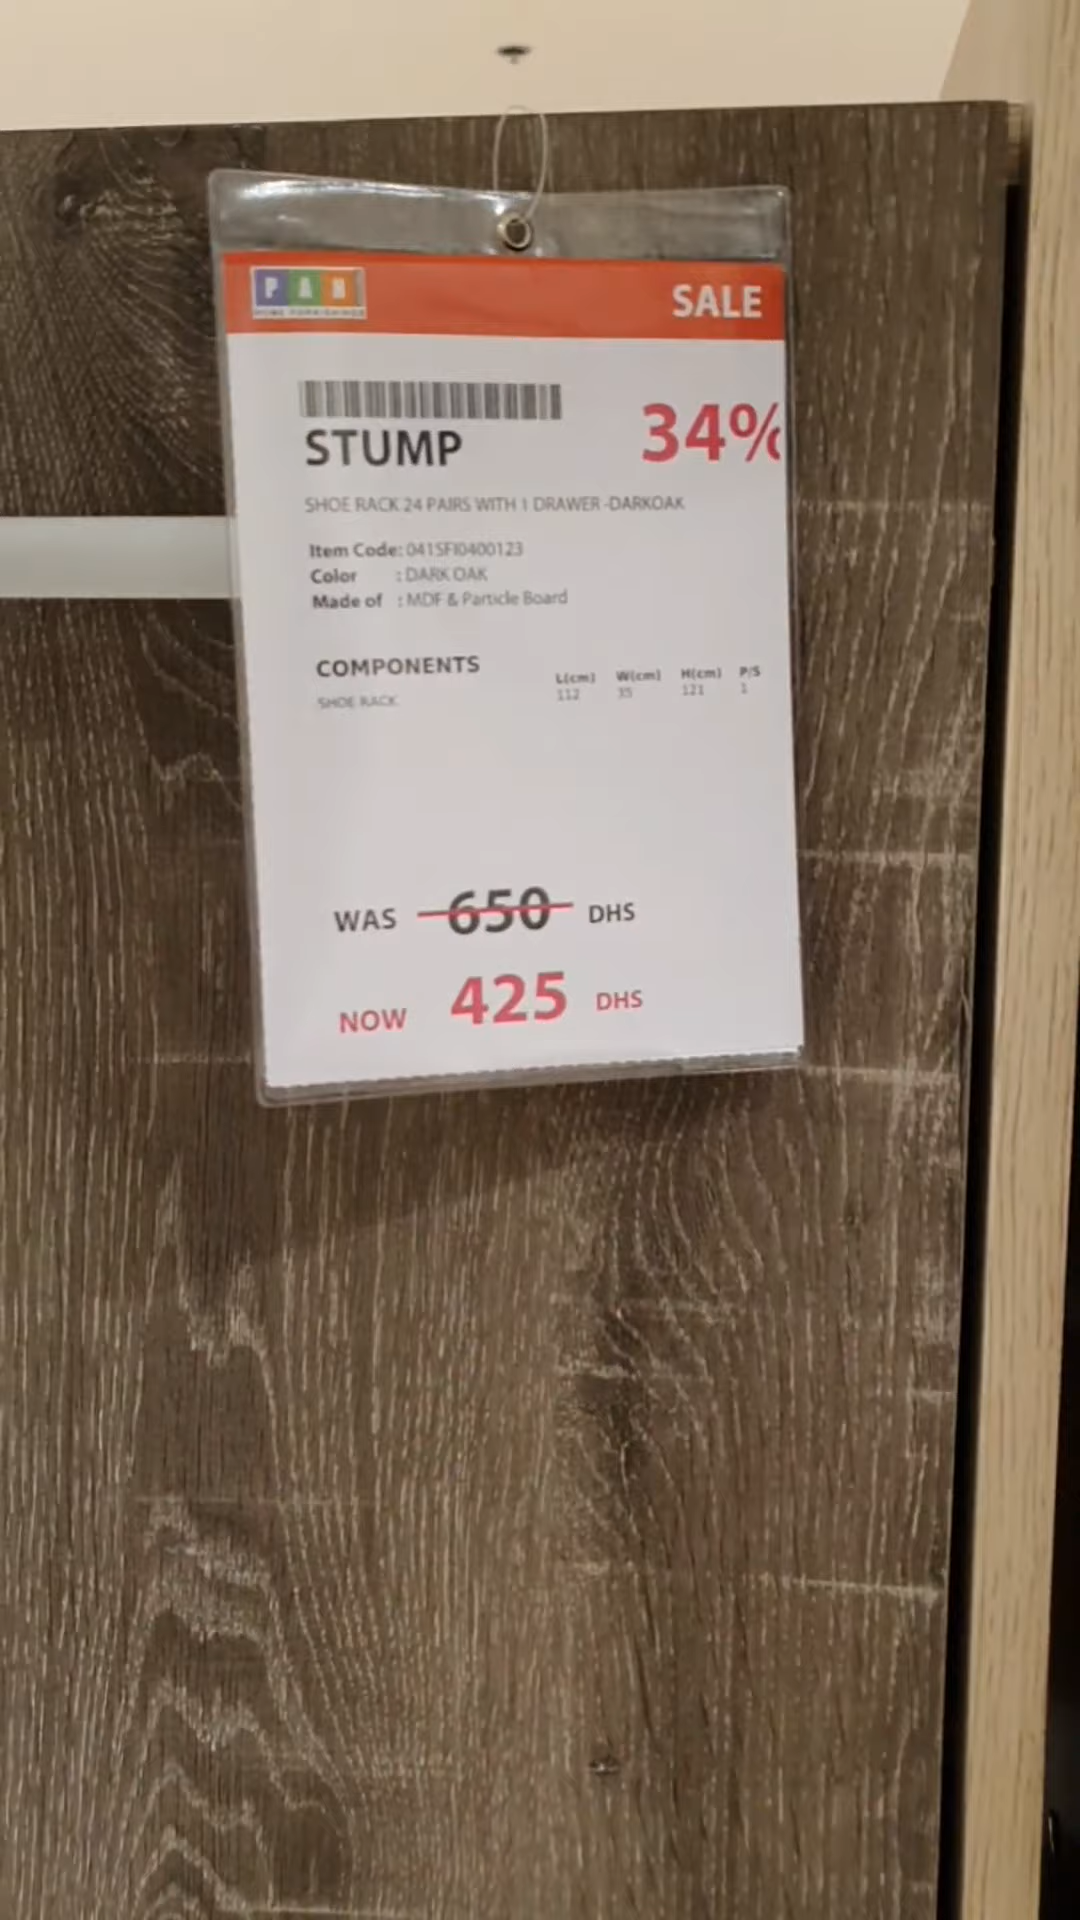 PAN
HOME FURNISHINGS
SALE
STUMP
34%
SHOE RACK 24 PAIRS WITH 1 DRAWER -DARKOAK
Item Code: 041SFI0400123
Color : DARK OAK
Made of : MDF & Particle Board
COMPONENTS L(cm) W(cm) H(cm) P/S
SHOE RACK 112 35 121 1
WAS 650 DHS
NOW 425 DHS